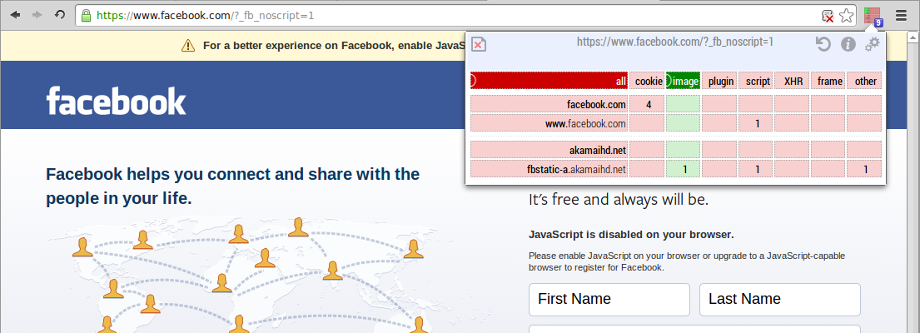 https://www.facebook.com/?_fb_noscript=1
9
For a better experience on Facebook, enable JavaS
https://www.facebook.com/?_fb_noscript=1
all cookie image plugin script XHR frame other
facebook.com 4
www.facebook.com 1
akamaihd.net
fbstatic-a.akamaihd.net 1 1 1
facebook
Facebook helps you connect and share with the
people in your life.
It's free and always will be.
JavaScript is disabled on your browser.
Please enable JavaScript on your browser or upgrade to a JavaScript-capable
browser to register for Facebook.
First Name Last Name